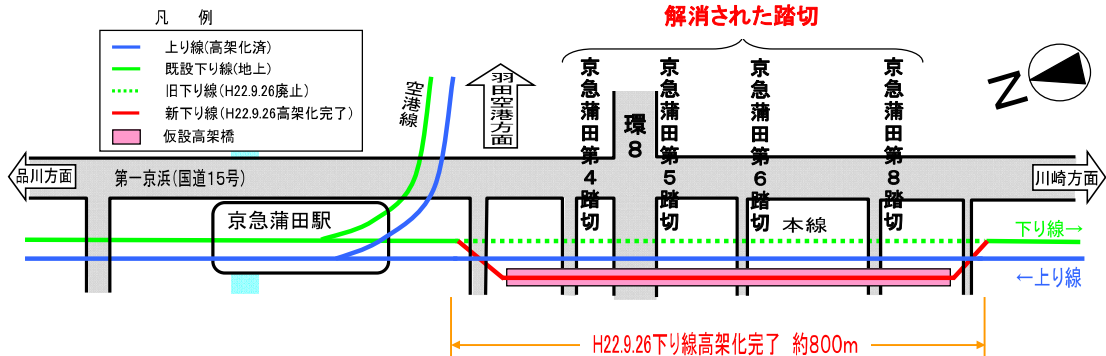 凡　例
上り線(高架化済)
既設下り線(地上)
旧下り線(H22.9.26廃止)
新下り線(H22.9.26高架化完了)
仮設高架橋
解消された踏切
空港線
羽田空港方面
京急蒲田第4踏切
環8
京急蒲田第5踏切
京急蒲田第6踏切
京急蒲田第8踏切
N
品川方面
第一京浜(国道15号)
川崎方面
京急蒲田駅
本線
下り線→
←上り線
H22.9.26下り線高架化完了　約800m